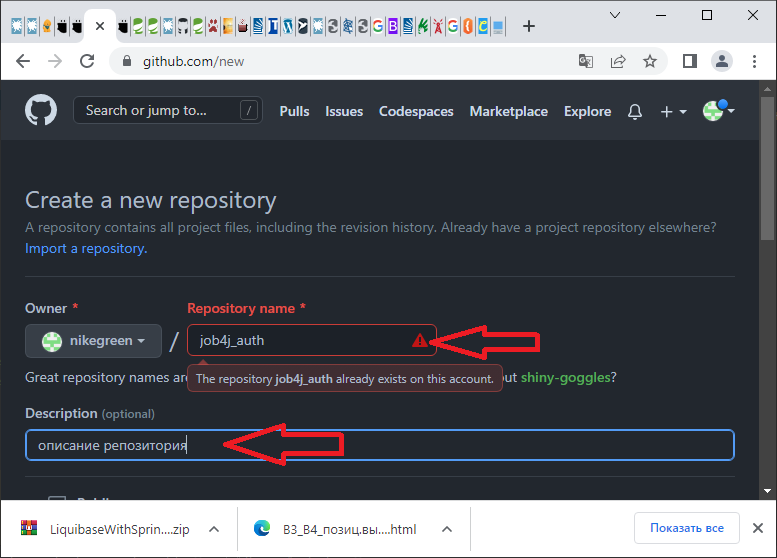 github.com/new
Search or jump to... /
Pulls Issues Codespaces Marketplace Explore
Create a new repository
A repository contains all project files, including the revision history. Already have a project repository elsewhere?
Import a repository.
Owner * Repository name *
nikegreen / job4j_auth
Great repository names are
The repository job4j_auth already exists on this account.
out shiny-goggles?
Description (optional)
описание репозитория
LiquibaseWithSprin....zip
B3_B4_позиц.вы....html
Показать все